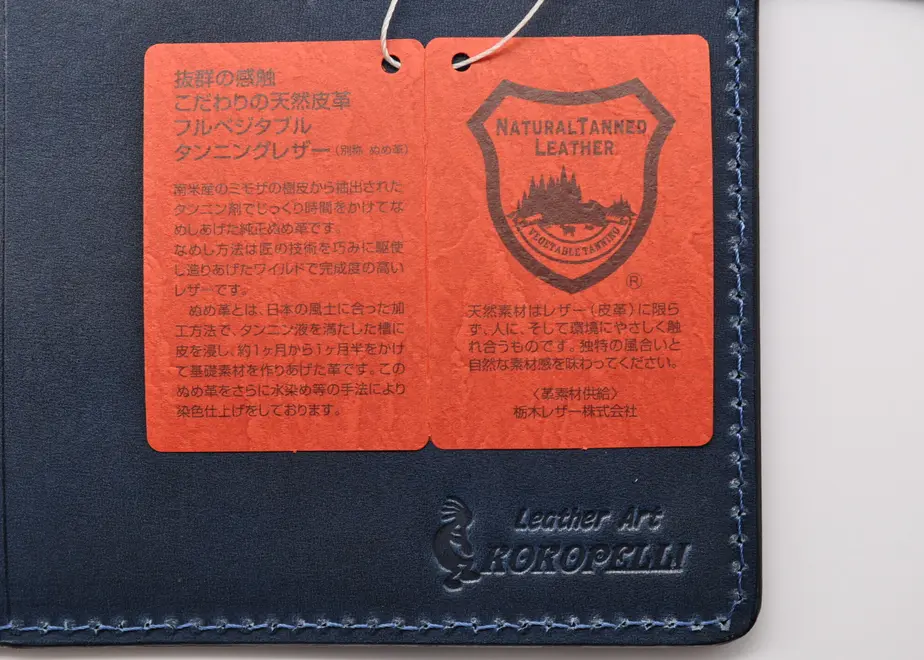 抜群の感触
こだわりの天然皮革
フルベジタブル
タンニングレザー(別称 ぬめ革)
南米産のミモザの樹皮から抽出された
タンニン剤でじっくり時間をかけてな
めしあげた純正ぬめ革です。
なめし方法は匠の技術を巧みに駆使
し造りあげたワイルドで完成度の高い
レザーです。
ぬめ革とは、日本の風土に合った加
工方法で、タンニン液を満たした槽に
皮を浸し、約1ヶ月から1ヶ月半をかけ
て基礎素材を作りあげた革です。この
ぬめ革をさらに水染め等の手法により
染色仕上げをしております。
NATURAL TANNED
LEATHER
VEGETABLE TANNING
®
天然素材はレザー(皮革)に限ら
ず、人に、そして環境にやさしく触
れ合うものです。独特の風合いと
自然な素材感を味わってください。
〈革素材供給〉
栃木レザー株式会社
Leather Art
KOKOPELLI